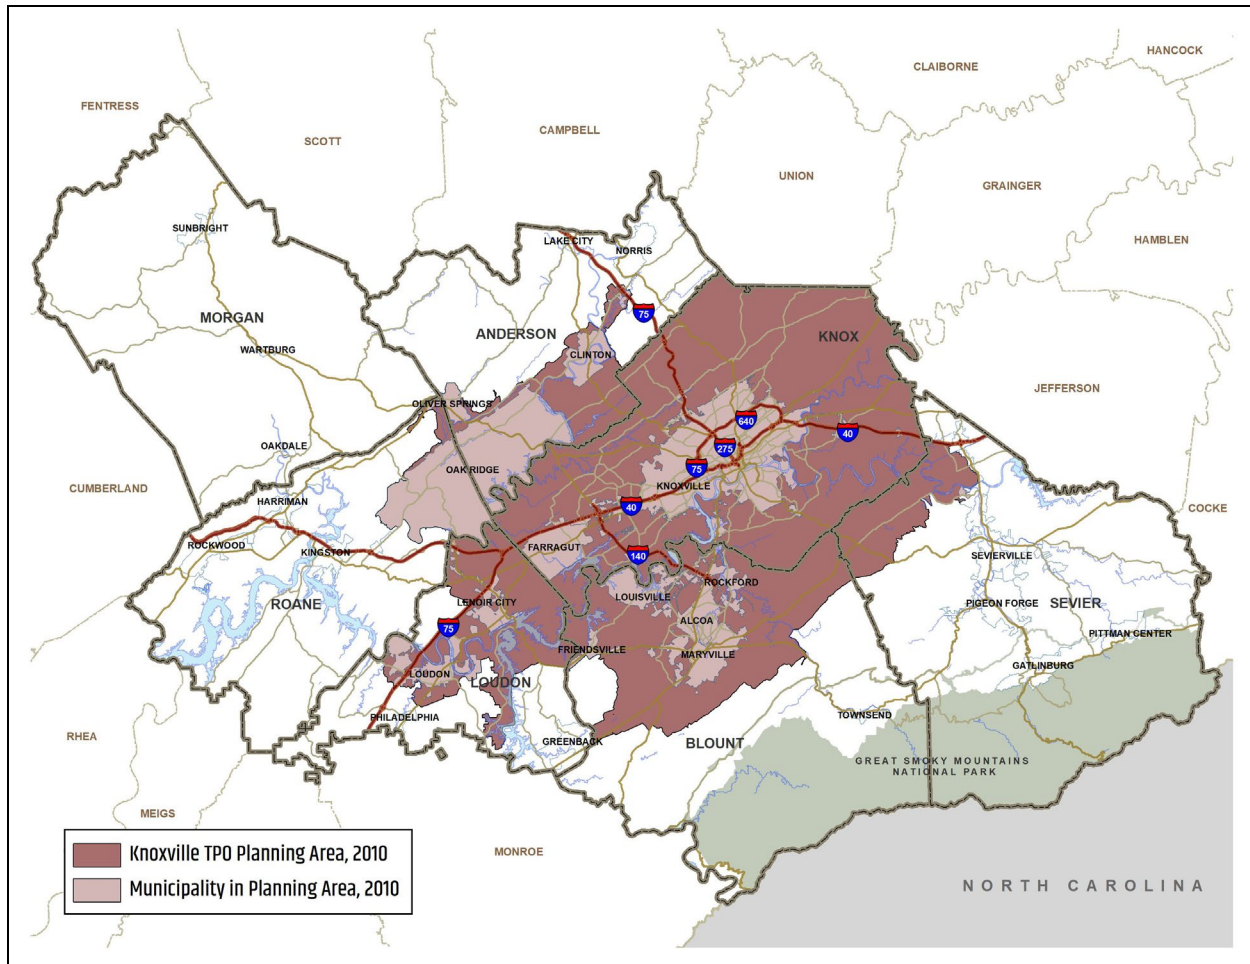 HANCOCK
CLAIBORNE
FENTRESS
SCOTT
CAMPBELL
UNION
GRAINGER
HAMBLEN
SUNBRIGHT
LAKE CITY
NORRIS
MORGAN
75
ANDERSON
KNOX
WARTBURG
CLINTON
JEFFERSON
OLIVER SPRINGS
640
40
OAKDALE
275
OAK RIDGE
75
CUMBERLAND
KNOXVILLE
HARRIMAN
40
COCKE
ROCKWOOD
KINGSTON
FARRAGUT
140
SEVIERVILLE
ROCKFORD
ROANE
LENOIR CITY
LOUISVILLE
PIGEON FORGE
SEVIER
75
ALCOA
PITTMAN CENTER
FRIENDSVILLE
MARYVILLE
GATLINBURG
LOUDON
LOUDON
PHILADELPHIA
TOWNSEND
RHEA
GREENBACK
BLOUNT
GREAT SMOKY MOUNTAINS
NATIONAL PARK
MEIGS
MONROE
Knoxville TPO Planning Area, 2010
Municipality in Planning Area, 2010
NORTH CAROLINA